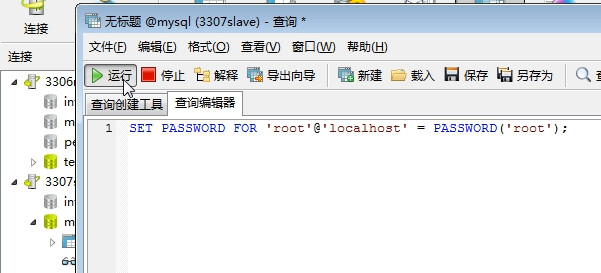 连接
无标题 @mysql (3307slave) - 查询 *
文件(F) 编辑(E) 格式(O) 查看(V) 窗口(W) 帮助(H)
连接
运行 停止 解释 导出向导 新建 载入 保存 另存为
查询创建工具 查询编辑器
1 SET PASSWORD FOR 'root'@'localhost' = PASSWORD('root');
3306
in
m
pe
te
3307
in
m